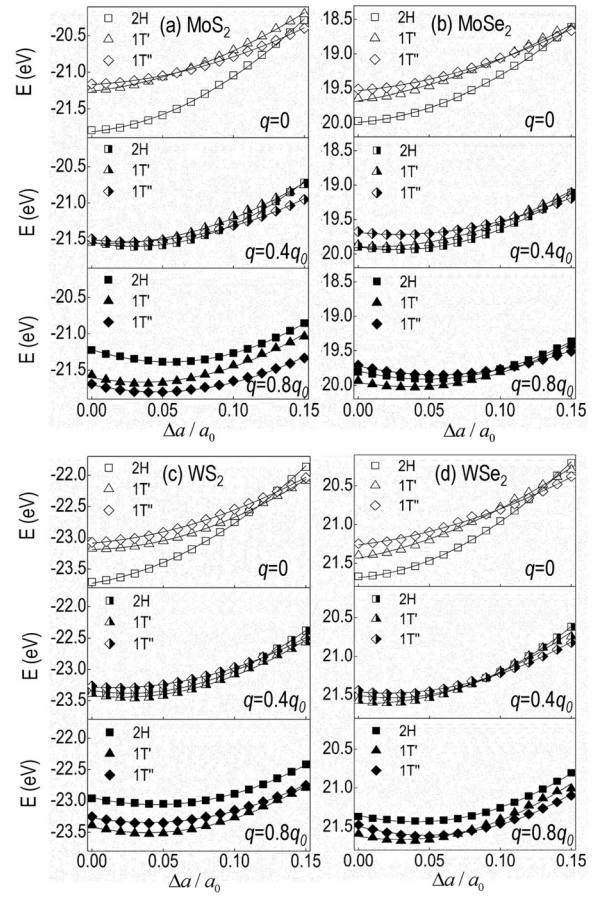 (a) MoS2
2H
1T'
1T"
q=0
-20.5
-21.0
-21.5
E (eV)
2H
1T'
1T"
q=0.4q0
-20.5
-21.0
-21.5
E (eV)
2H
1T'
1T"
q=0.8q0
-20.5
-21.0
-21.5
E (eV)
0.00 0.05 0.10 0.15
Δa / a0
(b) MoSe2
2H
1T'
1T"
q=0
18.5
19.0
19.5
20.0
2H
1T'
1T"
q=0.4q0
18.5
19.0
19.5
20.0
2H
1T'
1T"
q=0.8q0
18.5
19.0
19.5
20.0
0.00 0.05 0.10 0.15
Δa / a0
(c) WS2
2H
1T'
1T"
q=0
-22.0
-22.5
-23.0
-23.5
E (eV)
2H
1T'
1T"
q=0.4q0
-22.0
-22.5
-23.0
-23.5
E (eV)
2H
1T'
1T"
q=0.8q0
-22.0
-22.5
-23.0
-23.5
E (eV)
0.00 0.05 0.10 0.15
Δa / a0
(d) WSe2
2H
1T'
1T"
q=0
20.5
21.0
21.5
2H
1T'
1T"
q=0.4q0
20.5
21.0
21.5
2H
1T'
1T"
q=0.8q0
20.5
21.0
21.5
0.00 0.05 0.10 0.15
Δa / a0